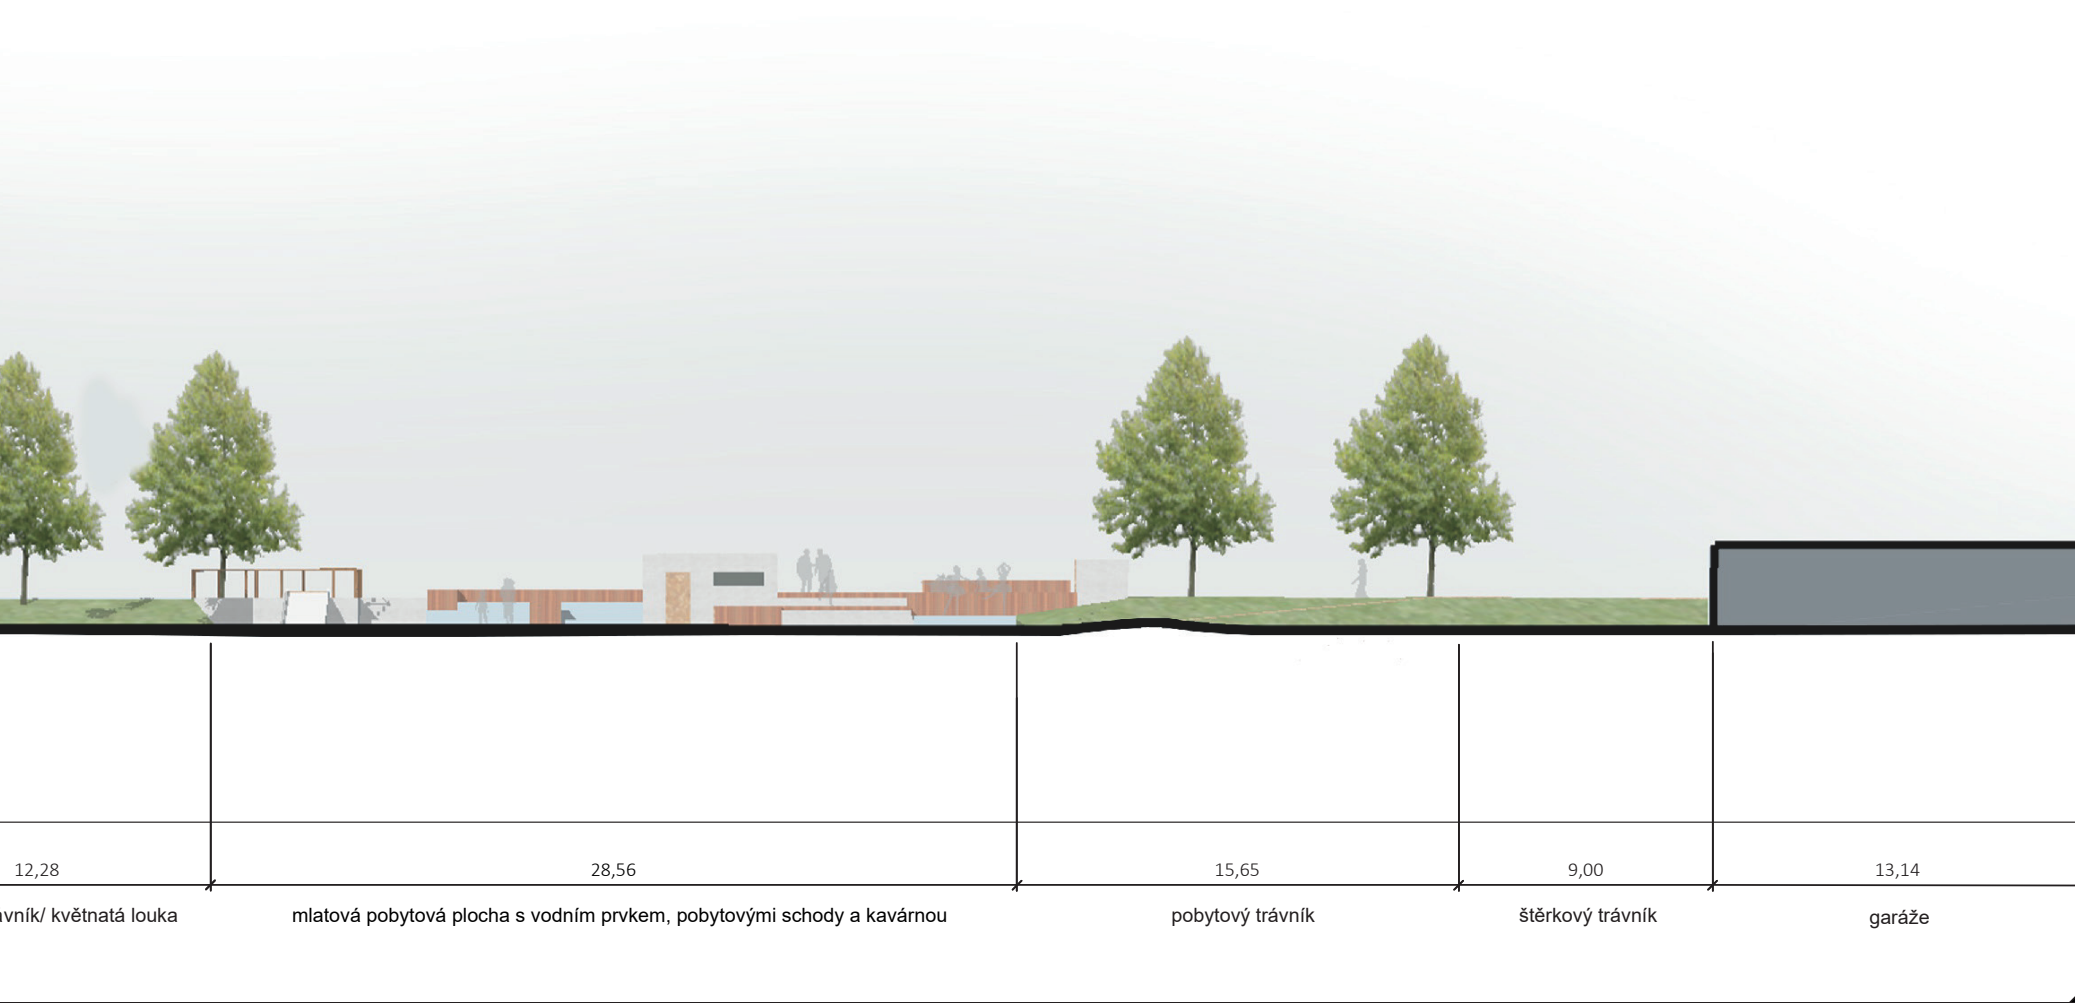 12,28 28,56 15,65 9,00 13,14
květnatá louka mlatová pobytová plocha s vodním prvkem, pobytovými schody a kavárnou pobytový trávník štěrkový trávník garáže